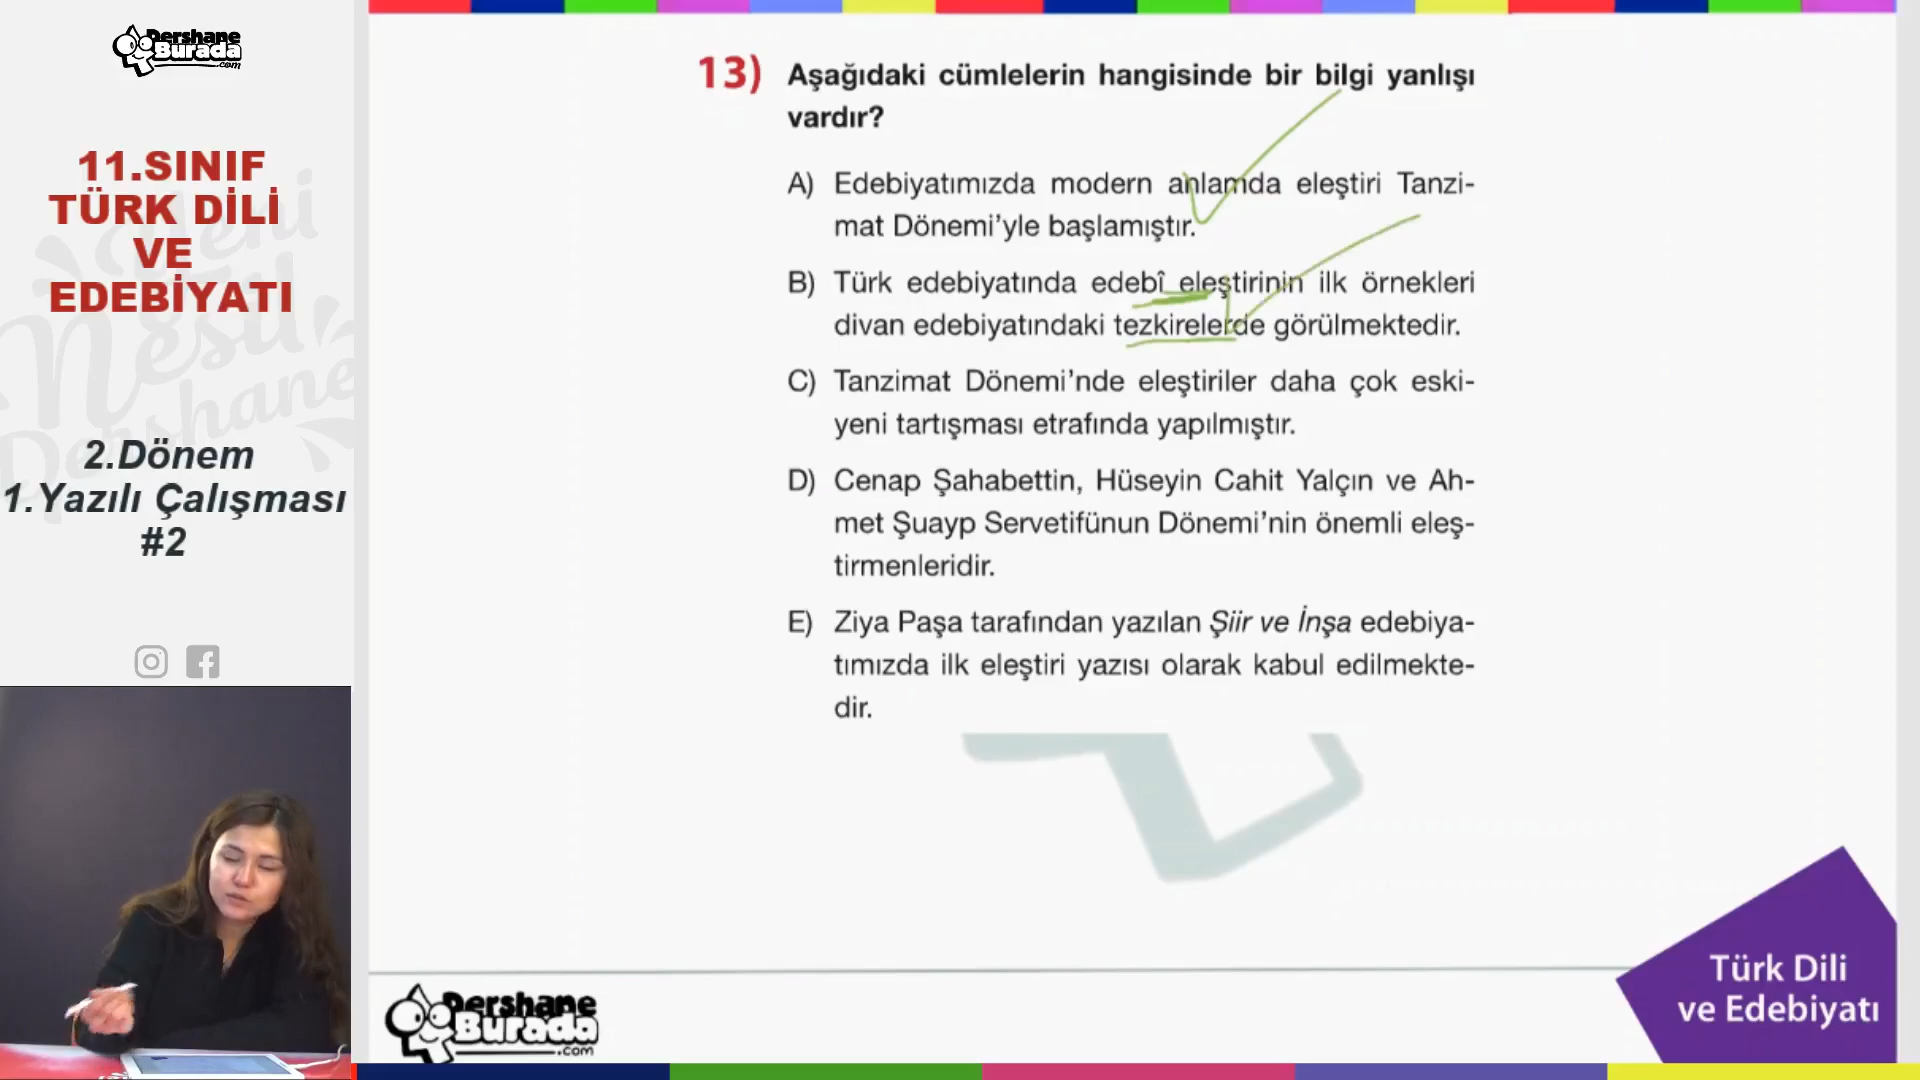 Dershane
Burada
.com
11.SINIF
TÜRK DİLİ
VE
EDEBİYATI
Yeni
Nesil
Dershane
2.Dönem
1.Yazılı Çalışması
#2
13) Aşağıdaki cümlelerin hangisinde bir bilgi yanlışı
vardır?
A) Edebiyatımızda modern anlamda eleştiri Tanzi-
mat Dönemi’yle başlamıştır.
B) Türk edebiyatında edebî eleştirinin ilk örnekleri
divan edebiyatındaki tezkirelerde görülmektedir.
C) Tanzimat Dönemi’nde eleştiriler daha çok eski-
yeni tartışması etrafında yapılmıştır.
D) Cenap Şahabettin, Hüseyin Cahit Yalçın ve Ah-
met Şuayp Servetifünun Dönemi’nin önemli eleş-
tirmenleridir.
E) Ziya Paşa tarafından yazılan Şiir ve İnşa edebiya-
tımızda ilk eleştiri yazısı olarak kabul edilmekte-
dir.
Dershane
Burada
.com
Türk Dili
ve Edebiyatı